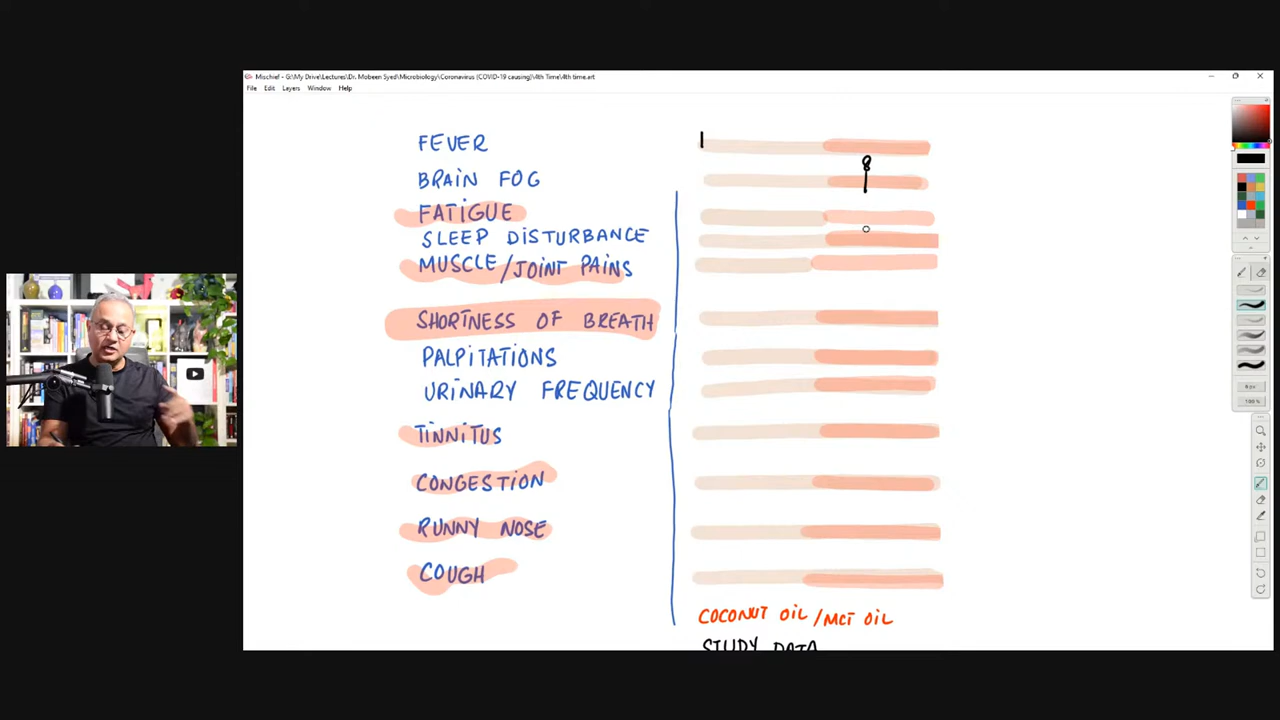 Mischief - G:\My Drive\Lectures\Dr. Mobeen Syed\Microbiology\Coronavirus (COVID-19 causing)\4th Time\4th time.art
File Edit Layers Window Help
FEVER
1
BRAIN FOG
8
FATIGUE
SLEEP DISTURBANCE
MUSCLE/JOINT PAINS
SHORTNESS OF BREATH
PALPITATIONS
URINARY FREQUENCY
TINNITUS
CONGESTION
RUNNY NOSE
COUGH
COCONUT OIL/MCT OIL
STUDY DATA